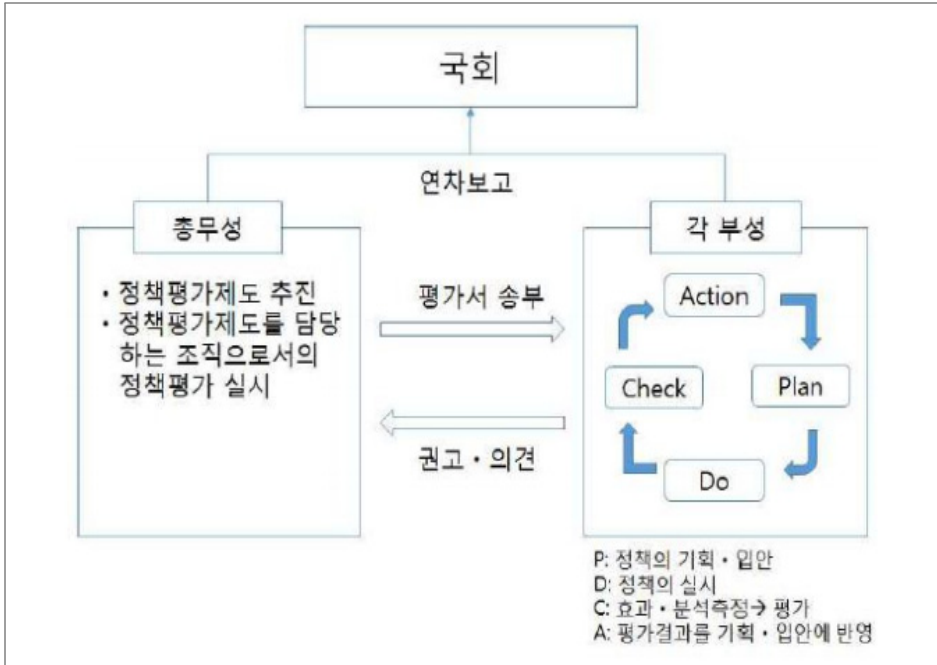 국회
연차보고
총무성
각 부성
・정책평가제도 추진
・정책평가제도를 담당
하는 조직으로서의
정책평가 실시
평가서 송부
권고・의견
Action
Check
Plan
Do
P: 정책의 기획・입안
D: 정책의 실시
C: 효과・분석측정→ 평가
A: 평가결과를 기획・입안에 반영